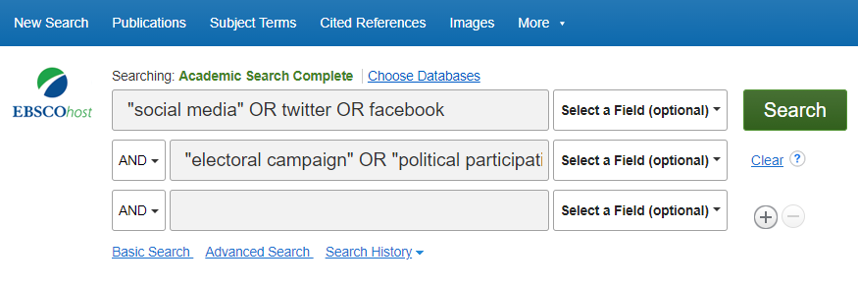 New Search Publications Subject Terms Cited References Images More
Searching: Academic Search Complete Choose Databases
EBSCOhost
"social media" OR twitter OR facebook Select a Field (optional) Search
AND "electoral campaign" OR "political participati Select a Field (optional) Clear ?
AND Select a Field (optional)
Basic Search Advanced Search Search History